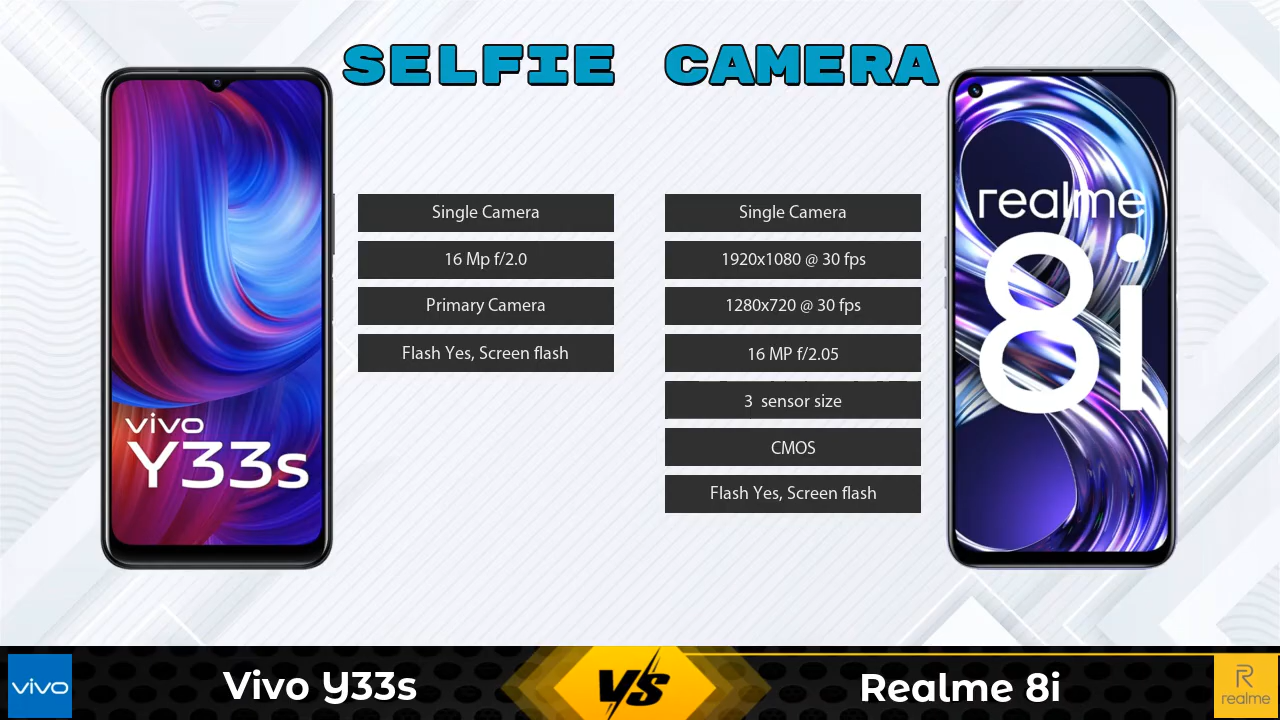 SELFIE CAMERA
vivo
Y33s
Single Camera
16 Mp f/2.0
Primary Camera
Flash Yes, Screen flash
Single Camera
1920x1080 @ 30 fps
1280x720 @ 30 fps
16 MP f/2.05
3 sensor size
CMOS
Flash Yes, Screen flash
realme
8i
vivo
Vivo Y33s
VS
Realme 8i
R
realme